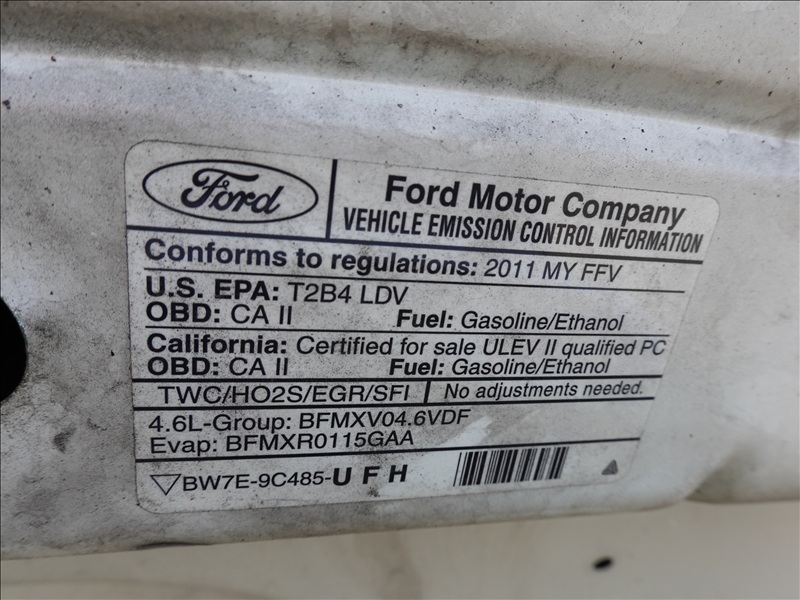 Ford
Ford Motor Company
VEHICLE EMISSION CONTROL INFORMATION
Conforms to regulations: 2011 MY FFV
U.S. EPA: T2B4 LDV
OBD: CA II Fuel: Gasoline/Ethanol
California: Certified for sale ULEV II qualified PC
OBD: CA II Fuel: Gasoline/Ethanol
TWC/HO2S/EGR/SFI No adjustments needed.
4.6L-Group: BFMXV04.6VDF
Evap: BFMXR0115GAA
BW7E-9C485-UFH